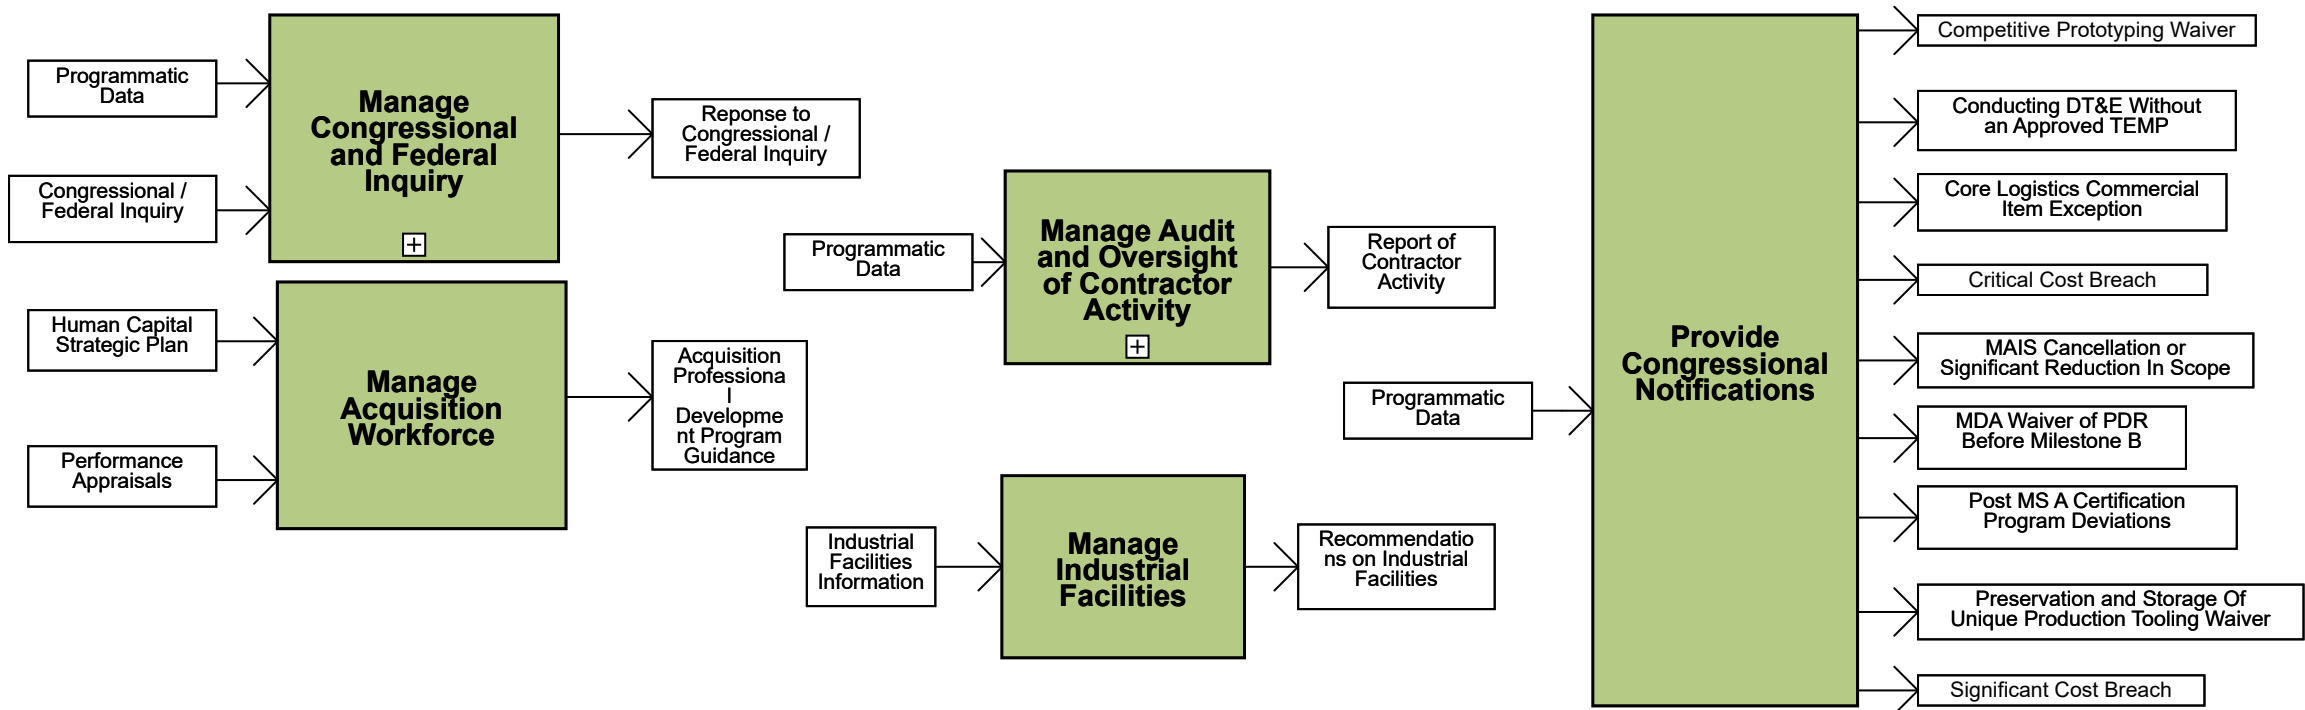 Programmatic
Data
Congressional /
Federal Inquiry
Manage
Congressional
and Federal
Inquiry
Reponse to
Congressional /
Federal Inquiry
Human Capital
Strategic Plan
Performance
Appraisals
Manage
Acquisition
Workforce
Acquisition
Professiona
l
Developme
nt Program
Guidance
Programmatic
Data
Manage Audit
and Oversight
of Contractor
Activity
Report of
Contractor
Activity
Industrial
Facilities
Information
Manage
Industrial
Facilities
Recommendatio
ns on Industrial
Facilities
Programmatic
Data
Provide
Congressional
Notifications
Competitive Prototyping Waiver
Conducting DT&E Without
an Approved TEMP
Core Logistics Commercial
Item Exception
Critical Cost Breach
MAIS Cancellation or
Significant Reduction In Scope
MDA Waiver of PDR
Before Milestone B
Post MS A Certification
Program Deviations
Preservation and Storage Of
Unique Production Tooling Waiver
Significant Cost Breach